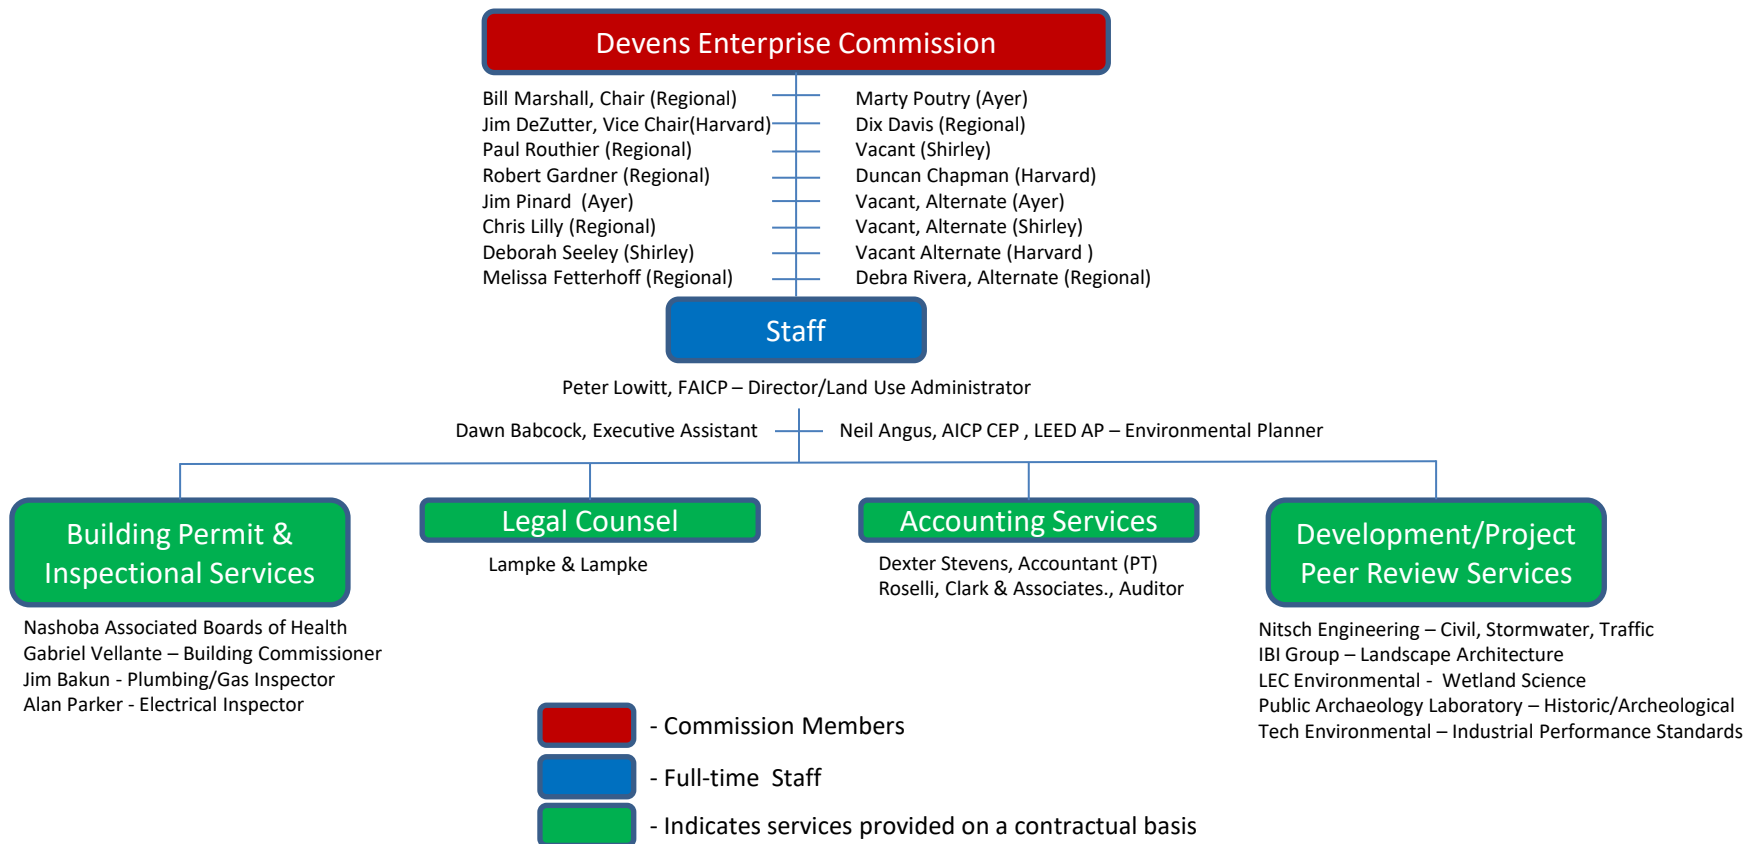 Devens Enterprise Commission
Bill Marshall, Chair (Regional)
Jim DeZutter, Vice Chair(Harvard)
Paul Routhier (Regional)
Robert Gardner (Regional)
Jim Pinard  (Ayer)
Chris Lilly (Regional)
Deborah Seeley (Shirley)
Melissa Fetterhoff (Regional)
Marty Poutry (Ayer)
Dix Davis (Regional)
Vacant (Shirley)
Duncan Chapman (Harvard)
Vacant, Alternate (Ayer)
Vacant, Alternate (Shirley)
Vacant Alternate (Harvard )
Debra Rivera, Alternate (Regional)
Staff
Peter Lowitt, FAICP – Director/Land Use Administrator
Dawn Babcock, Executive Assistant
Neil Angus, AICP CEP , LEED AP – Environmental Planner
Building Permit &
Inspectional Services
Nashoba Associated Boards of Health
Gabriel Vellante – Building Commissioner
Jim Bakun - Plumbing/Gas Inspector
Alan Parker - Electrical Inspector
Legal Counsel
Lampke & Lampke
Accounting Services
Dexter Stevens, Accountant (PT)
Roselli, Clark & Associates., Auditor
Development/Project
Peer Review Services
Nitsch Engineering – Civil, Stormwater, Traffic
IBI Group – Landscape Architecture
LEC Environmental -  Wetland Science
Public Archaeology Laboratory – Historic/Archeological
Tech Environmental – Industrial Performance Standards
- Commission Members
- Full-time  Staff
- Indicates services provided on a contractual basis